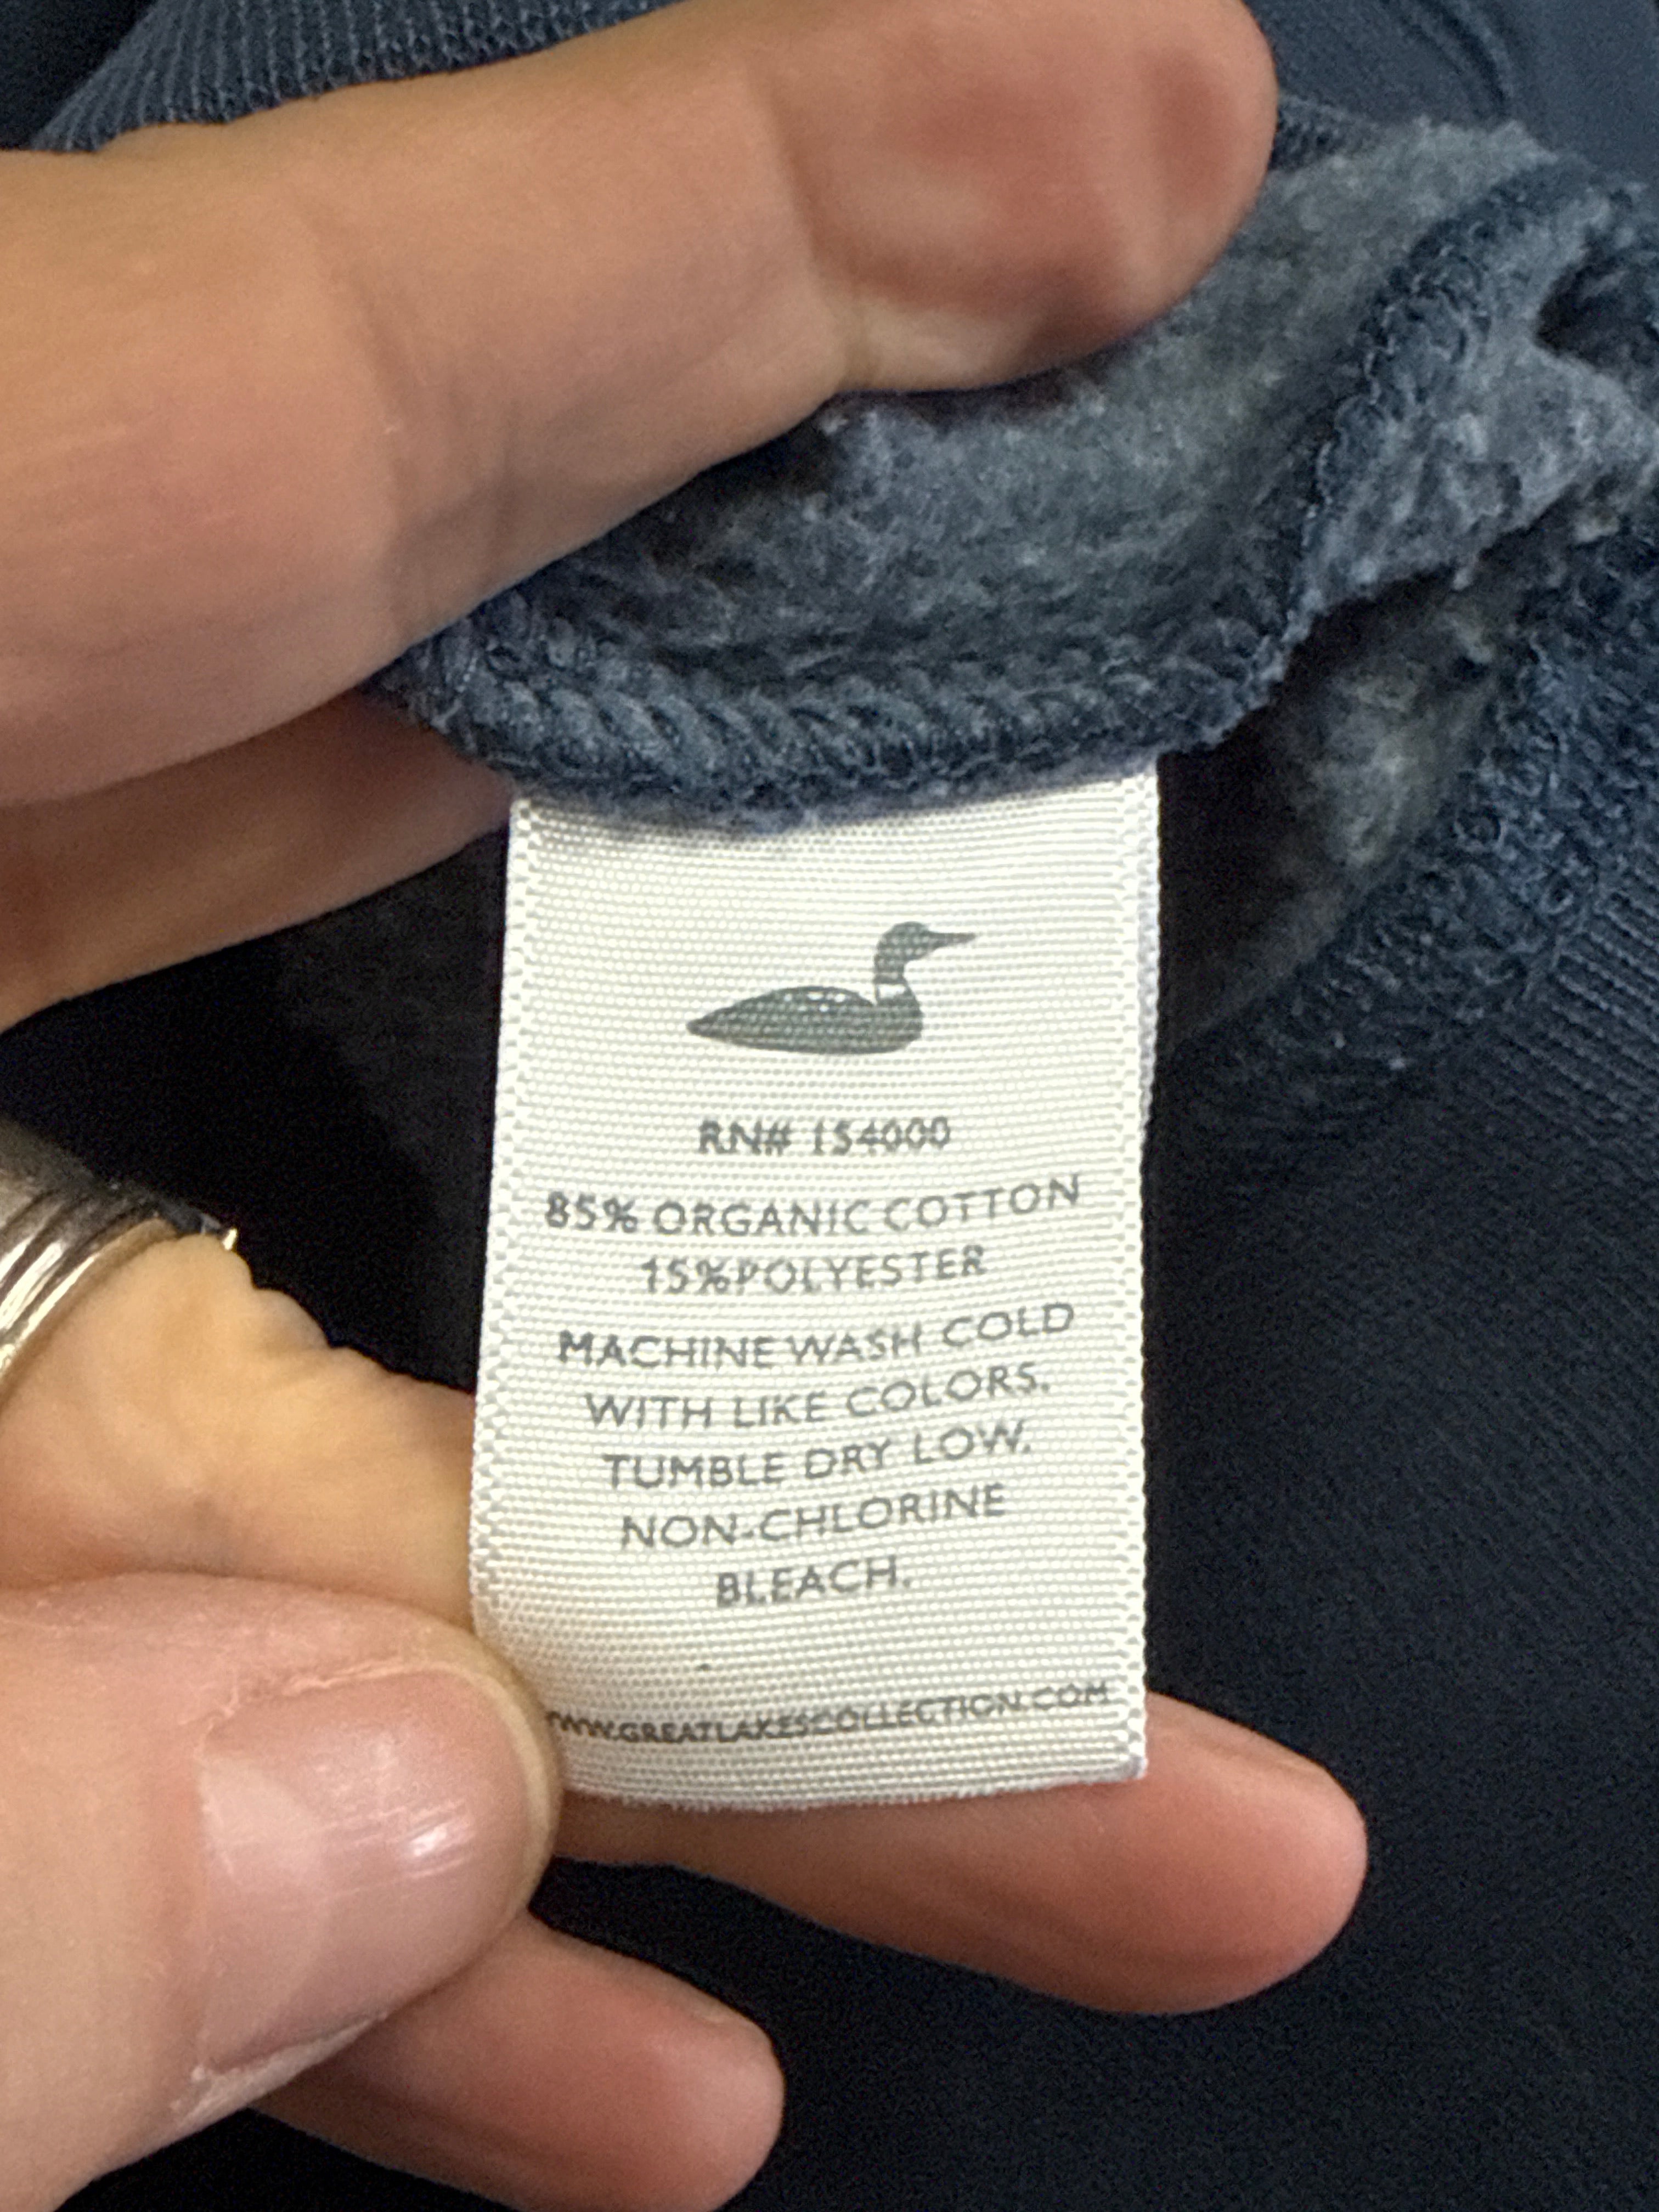 RN# 154000
85% ORGANIC COTTON
15%POLYESTER
MACHINE WASH COLD
WITH LIKE COLORS.
TUMBLE DRY LOW.
NON-CHLORINE
BLEACH.
WWW.GREATLAKESCOLLECTION.COM